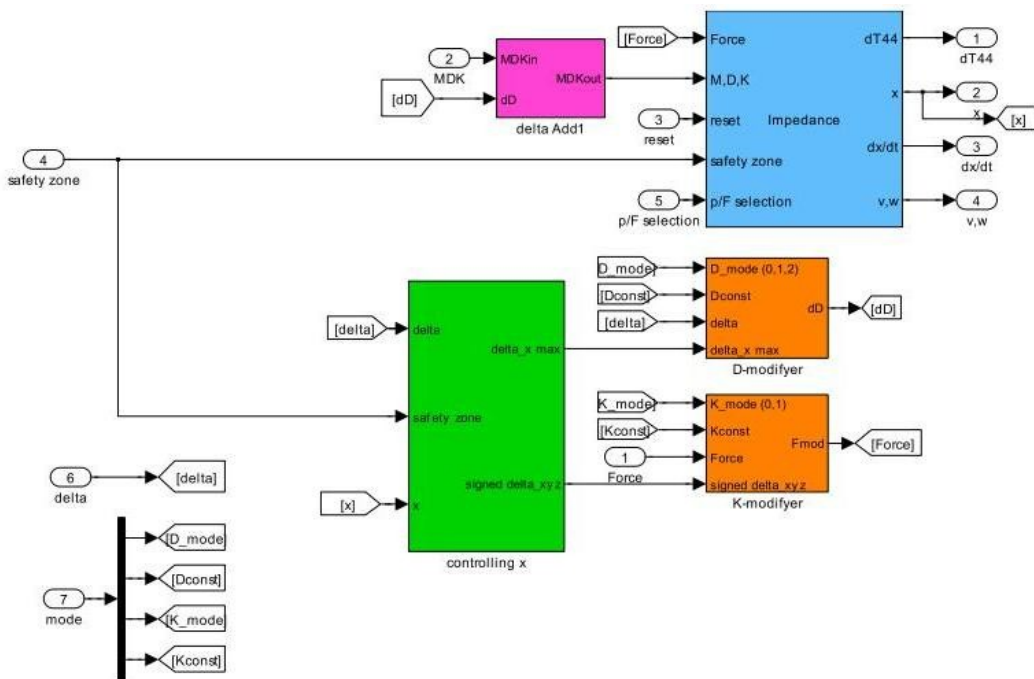 [Force]
Force
dT44
1
dT44
2
MDK
MDKin
MDKout
[dD]
dD
delta Add1
M,D,K
x
2
x
[x]
3
reset
reset
Impedance
4
safety zone
safety zone
dx/dt
3
dx/dt
5
p/F selection
p/F selection
v,w
4
v,w
D_mode]
D_mode (0,1,2)
[Dconst]
Dconst
dD
[dD]
[delta]
delta
delta_x max
D-modifyer
[delta]
delta
delta_x max
safety zone
signed delta_xyz
[x]
x
controlling x
K_mode]
K_mode (0,1)
[Kconst]
Kconst
Fmod
[Force]
1
Force
Force
signed delta_xyz
K-modifyer
6
delta
[delta]
7
mode
[D_mode
[Dconst]
[K_mode
[Kconst]